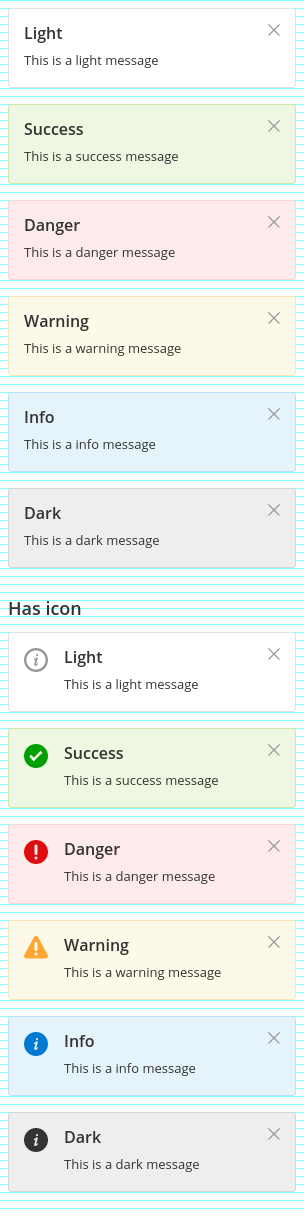 Light
This is a light message
Success
This is a success message
Danger
This is a danger message
Warning
This is a warning message
Info
This is a info message
Dark
This is a dark message
Has icon
Light
This is a light message
Success
This is a success message
Danger
This is a danger message
Warning
This is a warning message
Info
This is a info message
Dark
This is a dark message